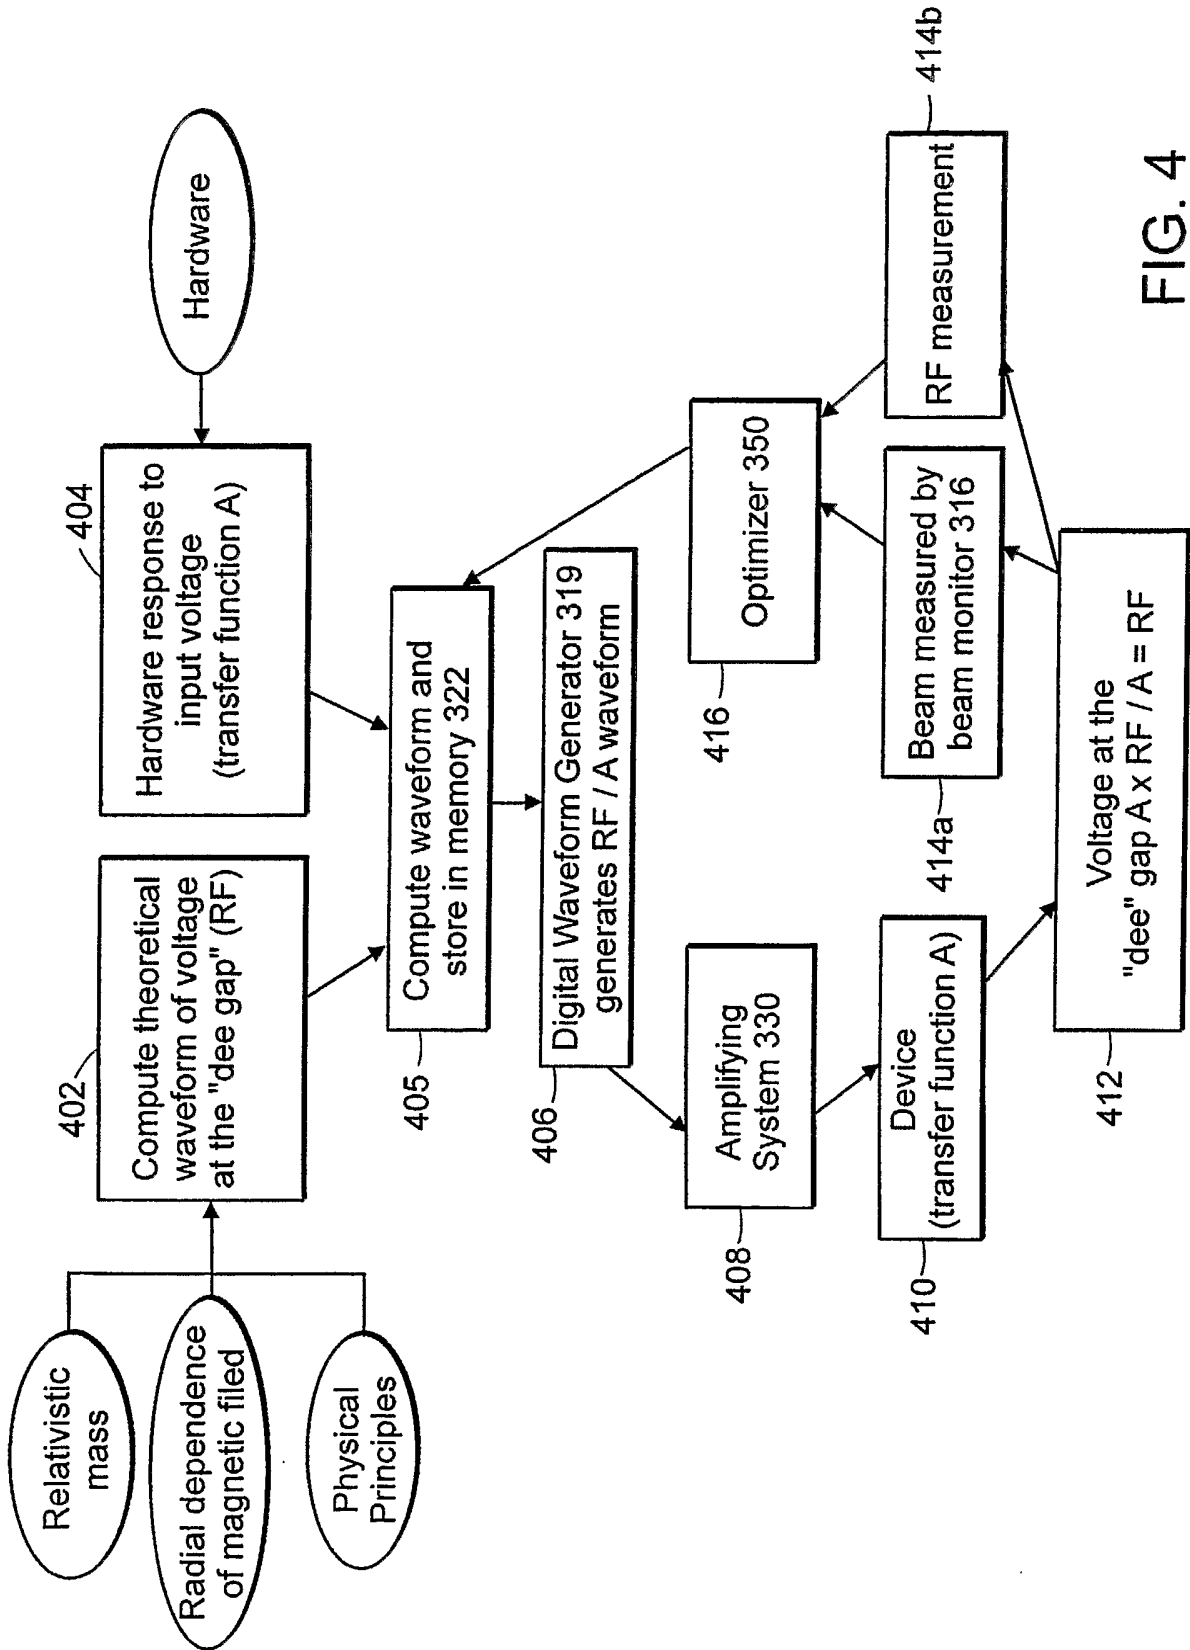 Relativistic
mass
Radial dependence
of magnetic filed
Physical
Principles
402
Compute theoretical
waveform of voltage
at the "dee gap" (RF)
404
Hardware response to
input voltage
(transfer function A)
Hardware
405
Compute waveform and
store in memory 322
406
Digital Waveform Generator 319
generates RF / A waveform
408
Amplifying
System 330
416
Optimizer 350
410
Device
(transfer function A)
414a
Beam measured by
beam monitor 316
RF measurement
414b
412
Voltage at the
"dee" gap A x RF / A = RF
FIG. 4